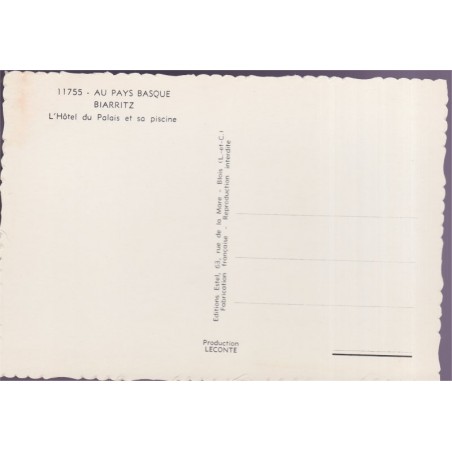 11755 - AU PAYS BASQUE
BIARRITZ
L'Hôtel du Palais et sa piscine
Editions Estel, 63, rue de la Mare - Blois (L.-et-C.)
Fabrication française - Reproduction interdite
Production
LECONTE